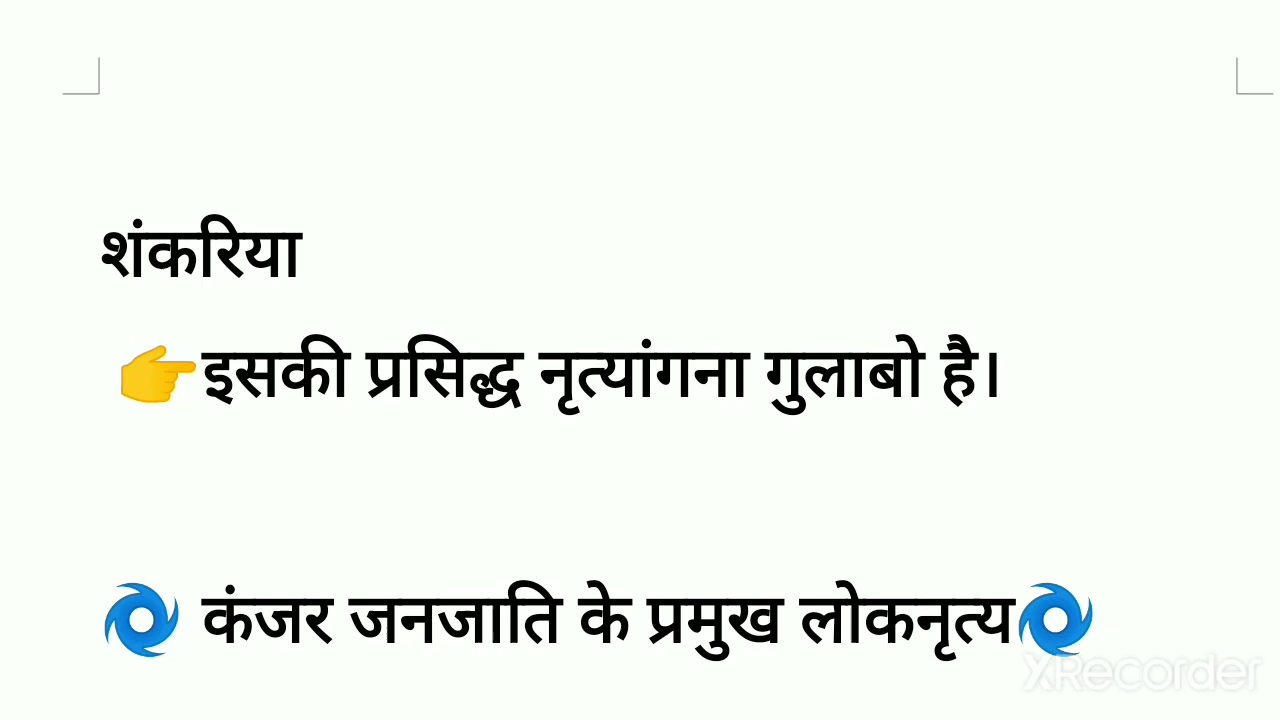 शंकरिया
👉इसकी प्रसिद्ध नृत्यांगना गुलाबो है।
🌀 कंजर जनजाति के प्रमुख लोकनृत्य🌀
XRecorder